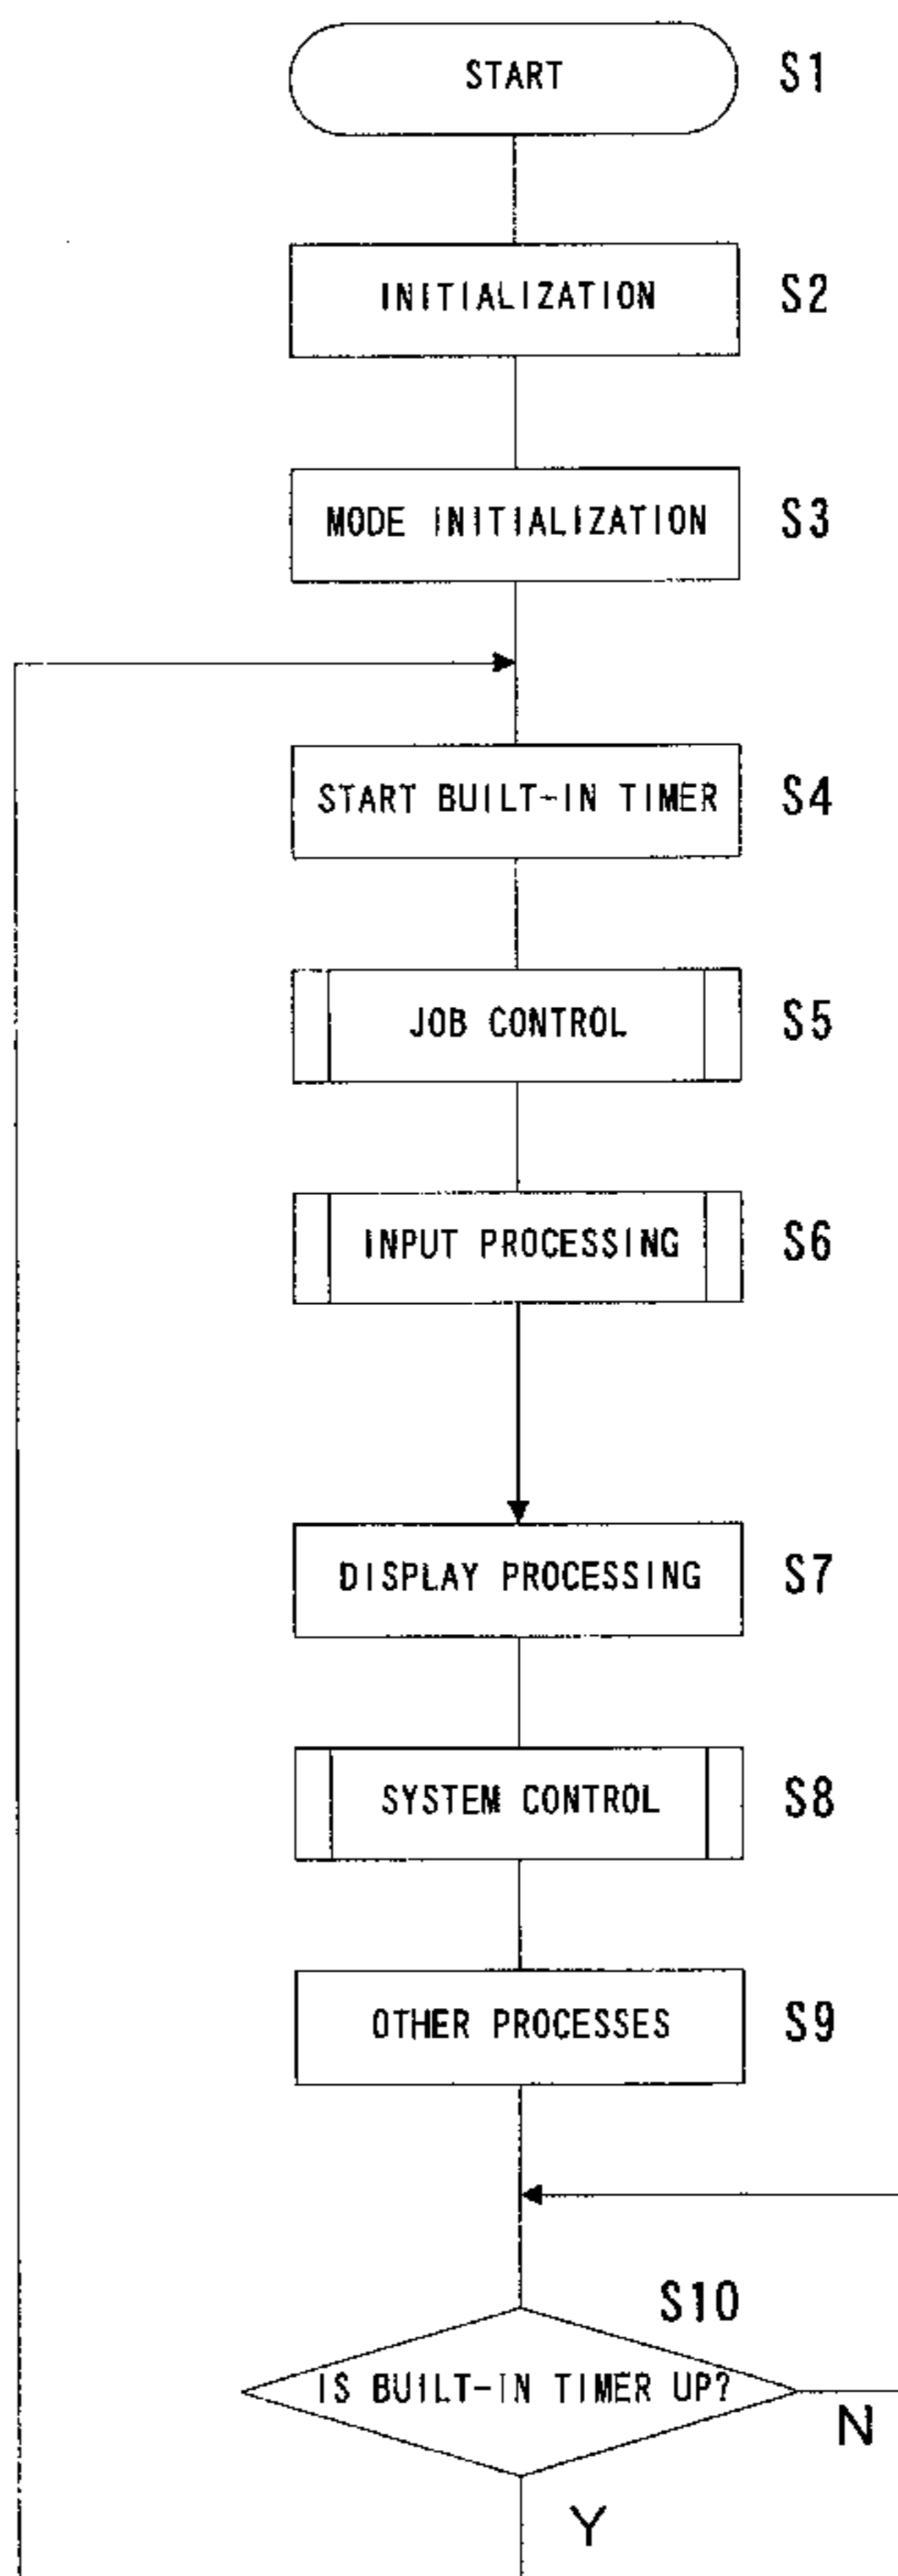 START S1
INITIALIZATION S2
MODE INITIALIZATION S3
START BUILT-IN TIMER S4
JOB CONTROL S5
INPUT PROCESSING S6
DISPLAY PROCESSING S7
SYSTEM CONTROL S8
OTHER PROCESSES S9
S10
IS BUILT-IN TIMER UP?
N
Y